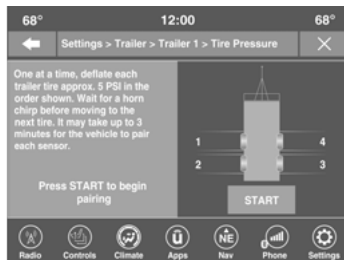 68°
12:00
68°
Settings > Trailer > Trailer 1 > Tire Pressure
One at a time, deflate each
trailer tire approx. 5 PSI in the
order shown. Wait for a horn
chirp before moving to the
next tire. It may take up to 3
minutes for the vehicle to pair
each sensor.
Press START to begin
pairing
1
4
2
3
START
NE
Radio
Controls
Climate
Apps
Nav
Phone
Settings